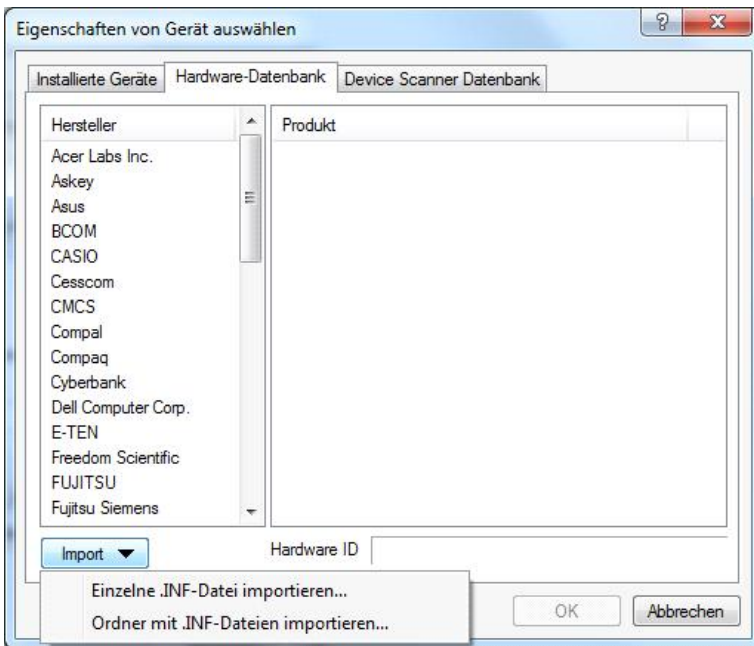 Eigenschaften von Gerät auswählen
Installierte Geräte
Hardware-Datenbank
Device Scanner Datenbank
Hersteller
Produkt
Acer Labs Inc.
Askey
Asus
BCOM
CASIO
Cesscom
CMCS
Compal
Compaq
Cyberbank
Dell Computer Corp.
E-TEN
Freedom Scientific
FUJITSU
Fujitsu Siemens
Import
Hardware ID
Einzelne .INF-Datei importieren...
Ordner mit .INF-Dateien importieren...
OK
Abbrechen